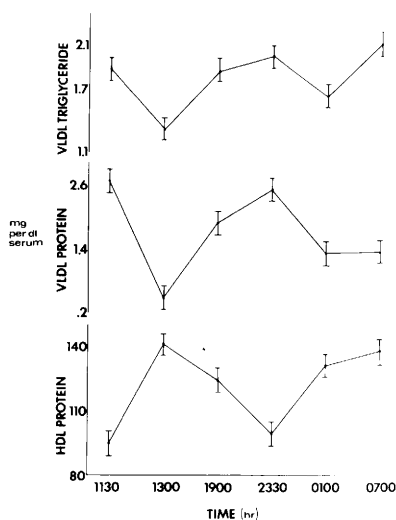 VLDL TRIGLYCERIDE
2.1
1.7
1.1
mg
per dl
serum
VLDL PROTEIN
2.6
1.4
.2
HDL PROTEIN
140
110
80
1130 1300 1900 2330 0100 0700
TIME (hr)